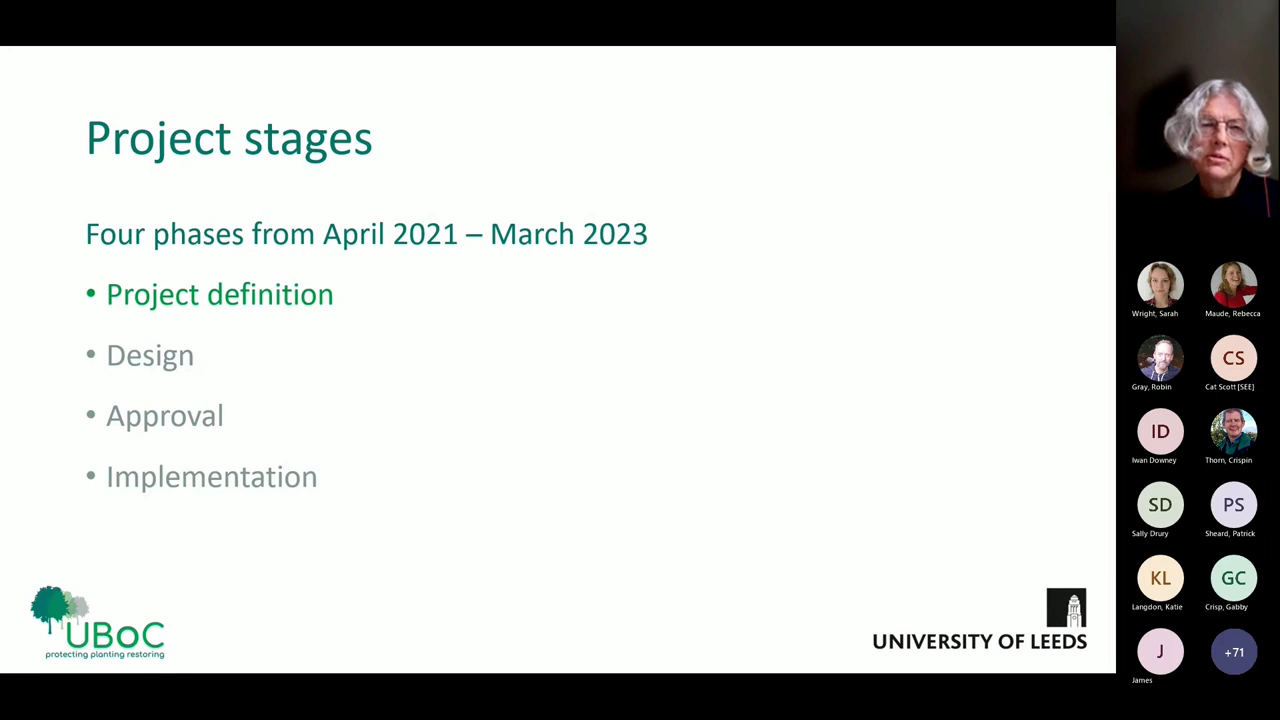 Project stages
Four phases from April 2021 – March 2023
• Project definition
• Design
• Approval
• Implementation
UBoC
protecting planting restoring
UNIVERSITY OF LEEDS
Wright, Sarah
Maude, Rebecca
Gray, Robin
CS
Cat Scott [SEE]
ID
Iwan Downey
Thorn, Crispin
SD
Sally Drury
PS
Sheard, Patrick
KL
Langdon, Katie
GC
Crisp, Gabby
J
James
+71